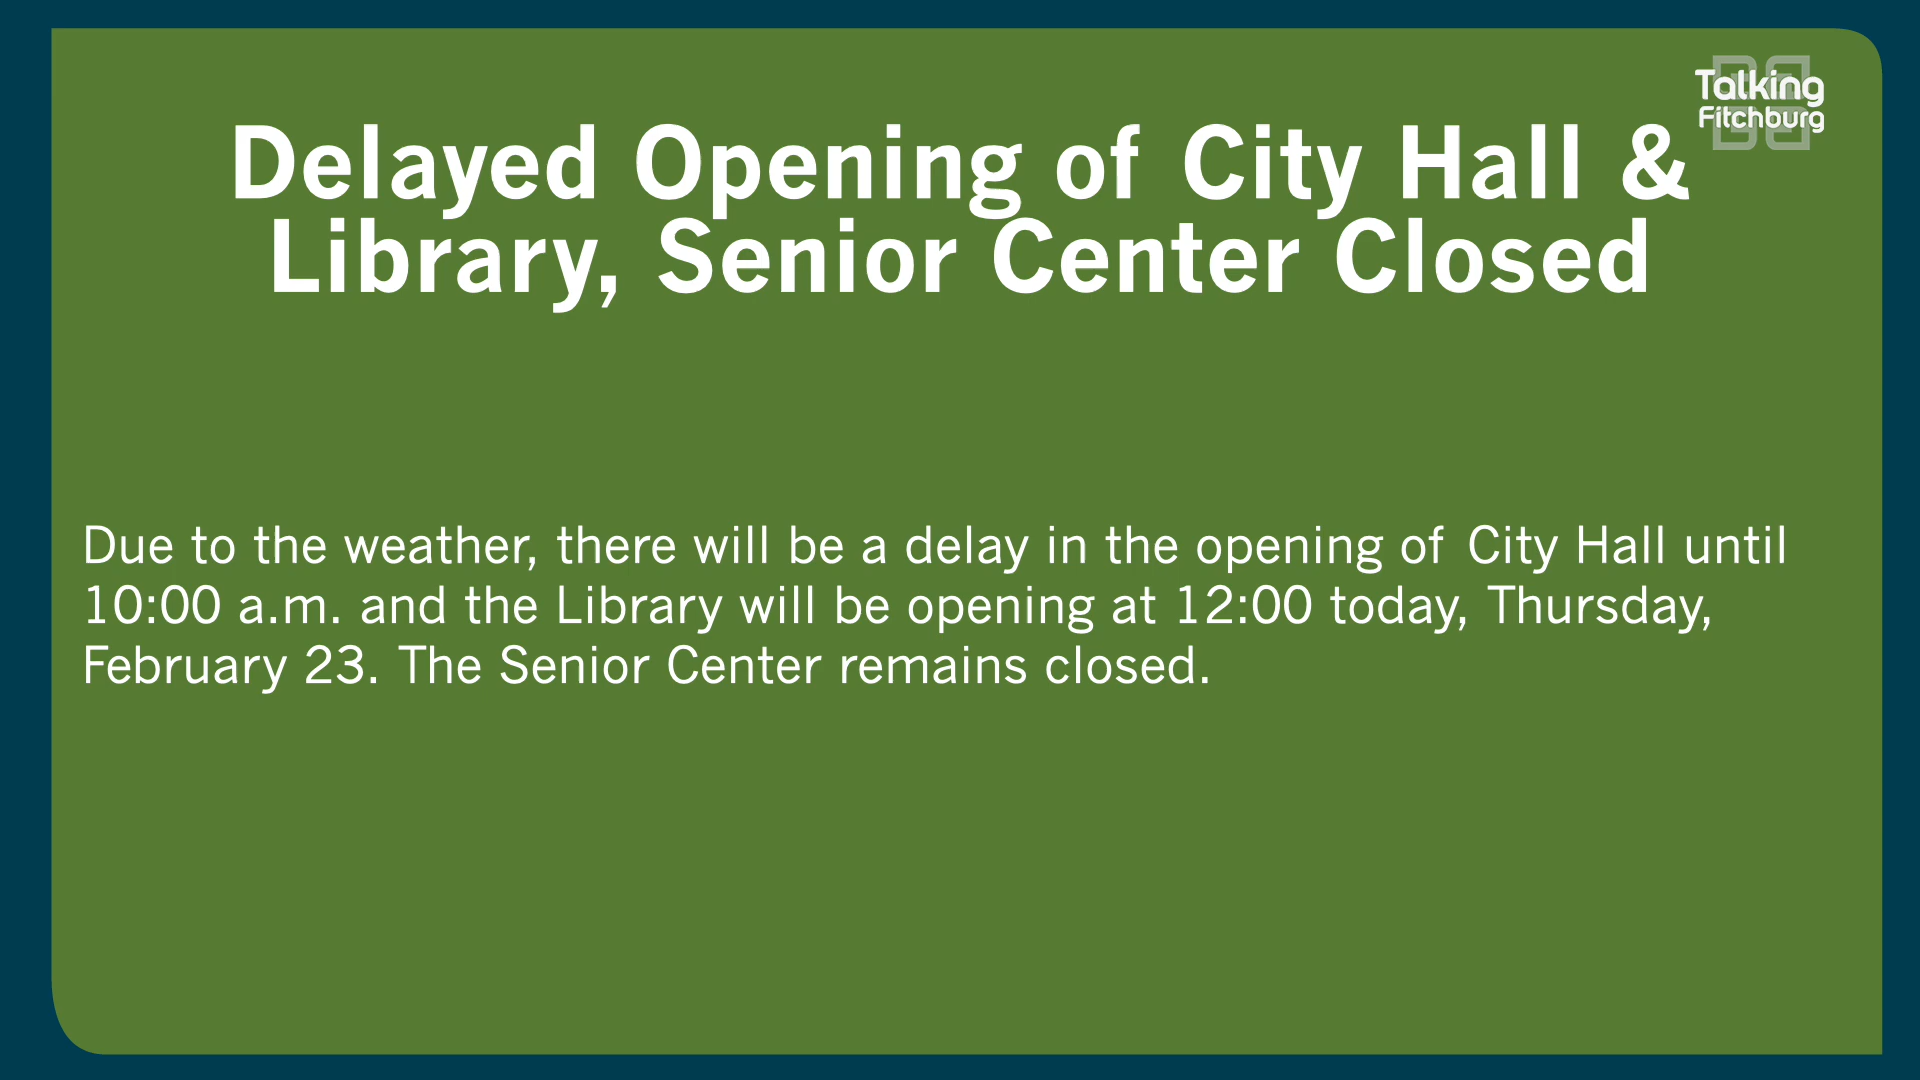 Talking
Fitchburg
Delayed Opening of City Hall &
Library, Senior Center Closed
Due to the weather, there will be a delay in the opening of City Hall until
10:00 a.m. and the Library will be opening at 12:00 today, Thursday,
February 23. The Senior Center remains closed.